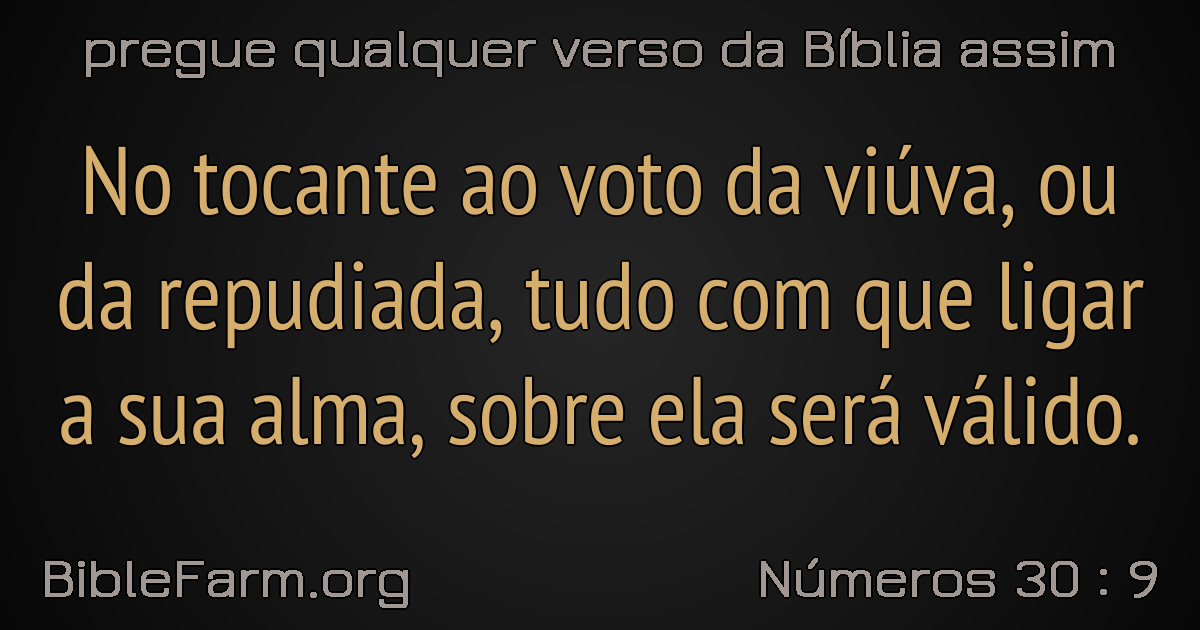 pregue qualquer verso da Bíblia assim
No tocante ao voto da viúva, ou
da repudiada, tudo com que ligar
a sua alma, sobre ela será válido.
BibleFarm.org
Números 30 : 9